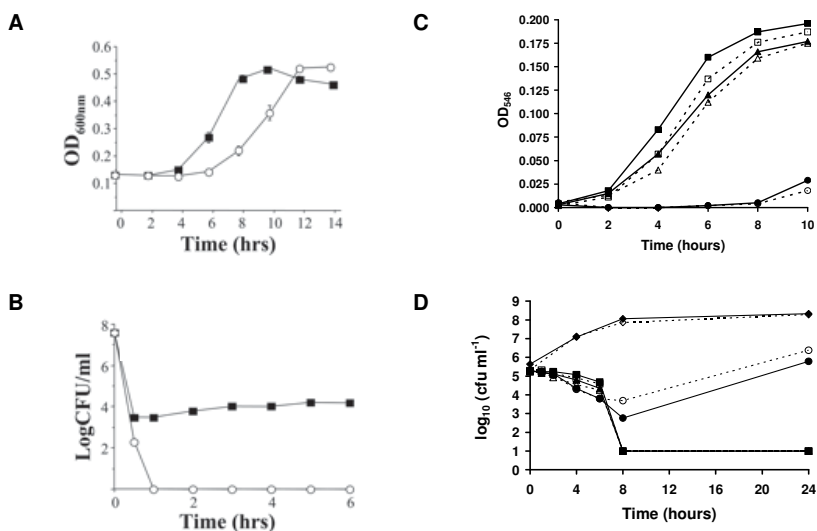 A
OD600nm
0.6
0.5
0.4
0.3
0.2
0.1
0 2 4 6 8 10 12 14
Time (hrs)
B
LogCFU/ml
8
6
4
2
0 2 4 6
Time (hrs)
C
OD546
0.200
0.175
0.150
0.125
0.100
0.075
0.050
0.025
0.000
0 2 4 6 8 10
Time (hours)
D
log10 (cfu ml-1)
9
8
7
6
5
4
3
2
1
0
0 4 8 12 16 20 24
Time (hours)